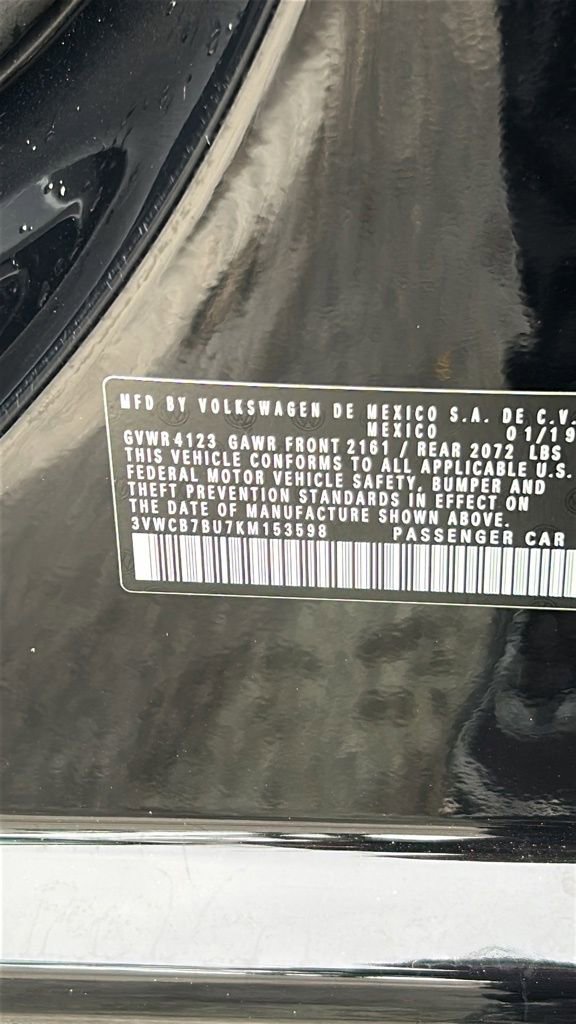 MFD BY VOLKSWAGEN DE MEXICO S.A. DE C.V.
MEXICO 01/19
GVWR 4123 GAWR FRONT 2161 / REAR 2072 LBS
THIS VEHICLE CONFORMS TO ALL APPLICABLE U.S.
FEDERAL MOTOR VEHICLE SAFETY, BUMPER AND
THEFT PREVENTION STANDARDS IN EFFECT ON
THE DATE OF MANUFACTURE SHOWN ABOVE.
3VWCB7BU7KM153598 PASSENGER CAR